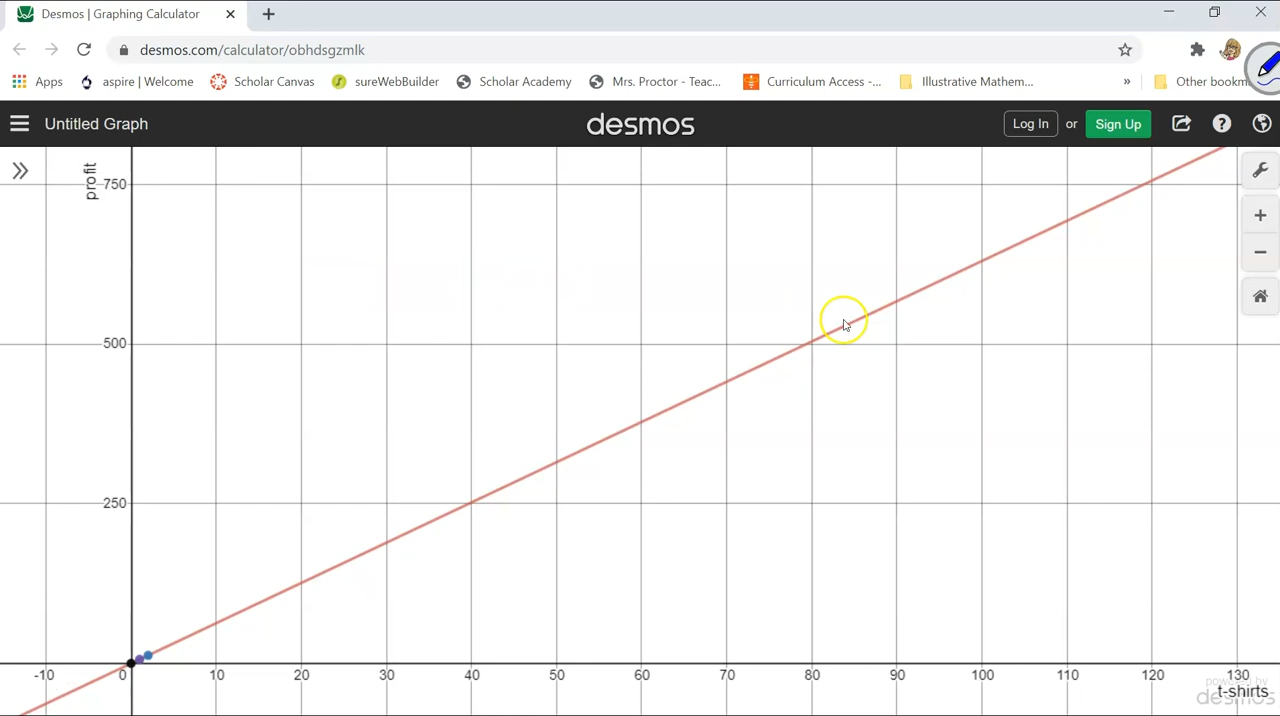 Desmos | Graphing Calculator
desmos.com/calculator/obhdsgzmlk
Apps aspire | Welcome Scholar Canvas sureWebBuilder Scholar Academy Mrs. Proctor - Teac... Curriculum Access -... Illustrative Mathem... » Other bookm
Untitled Graph desmos Log In or Sign Up
profit
750
500
250
-10 0 10 20 30 40 50 60 70 80 90 100 110 120 130
powered by
t-shirts
desmos